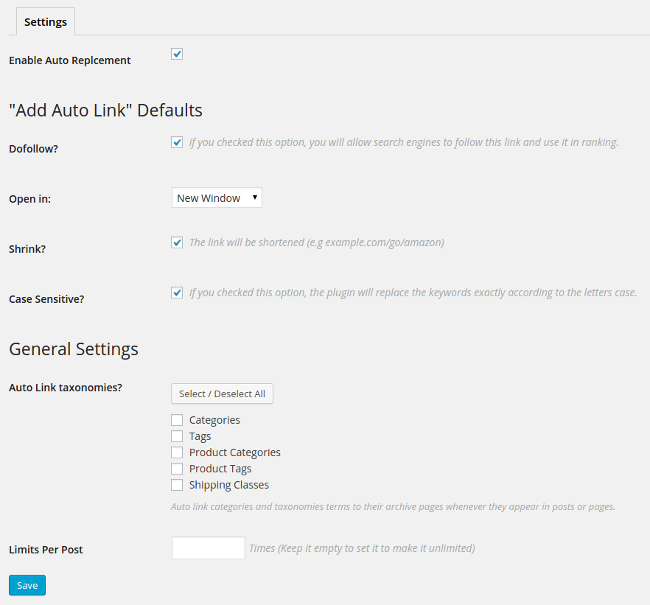 Settings
Enable Auto Replcement
"Add Auto Link" Defaults
Dofollow? if you checked this option, you will allow search engines to follow this link and use it in ranking.
Open in: New Window
Shrink? The link will be shortened (e.g example.com/go/amazon)
Case Sensitive? If you checked this option, the plugin will replace the keywords exactly according to the letters case.
General Settings
Auto Link taxonomies? Select / Deselect All
Categories
Tags
Product Categories
Product Tags
Shipping Classes
Auto link categories and taxonomies terms to their archive pages whenever they appear in posts or pages.
Limits Per Post Times (Keep it empty to set it to make it unlimited)
Save